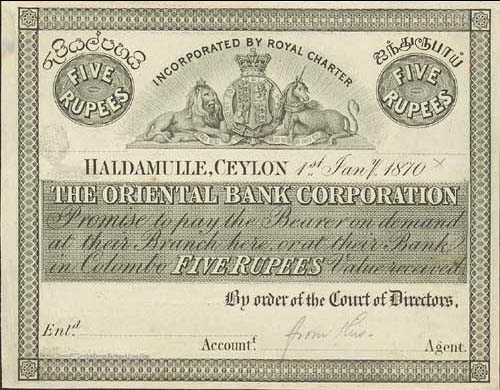 ஐந்துரூபாய்
INCORPORATED BY ROYAL CHARTER
FIVE RUPEES
FIVE RUPEES
HALDAMULLE, CEYLON 1st Jany. 1870
THE ORIENTAL BANK CORPORATION
Promise to pay the Bearer on demand
at their Branch here, or at their Bank
in Colombo FIVE RUPEES Value received.
By order of the Court of Directors.
Entd.
Accountt. Agent.